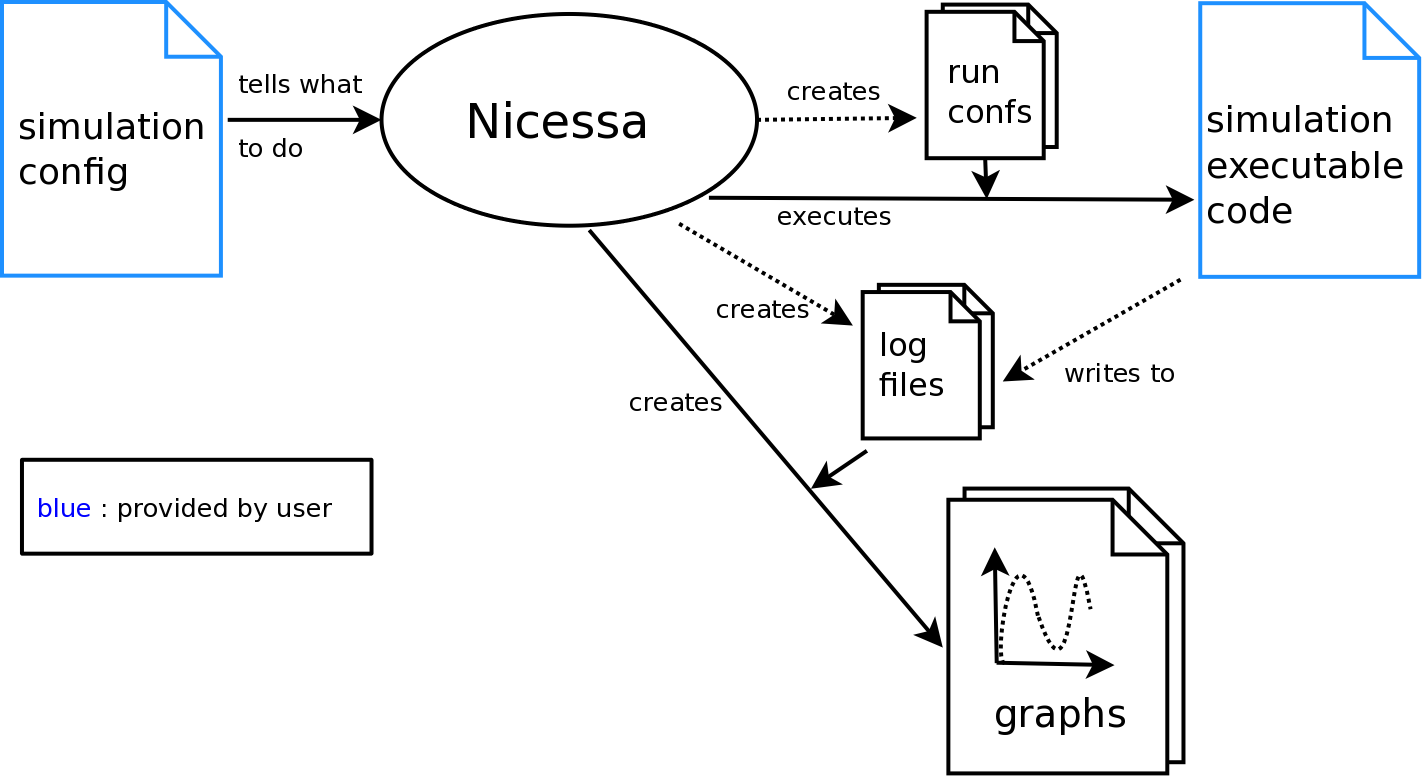 simulation
config
tells what
to do
Nicessa
creates
run
confs
simulation
executable
code
executes
creates
log
files
writes to
creates
blue : provided by user
graphs